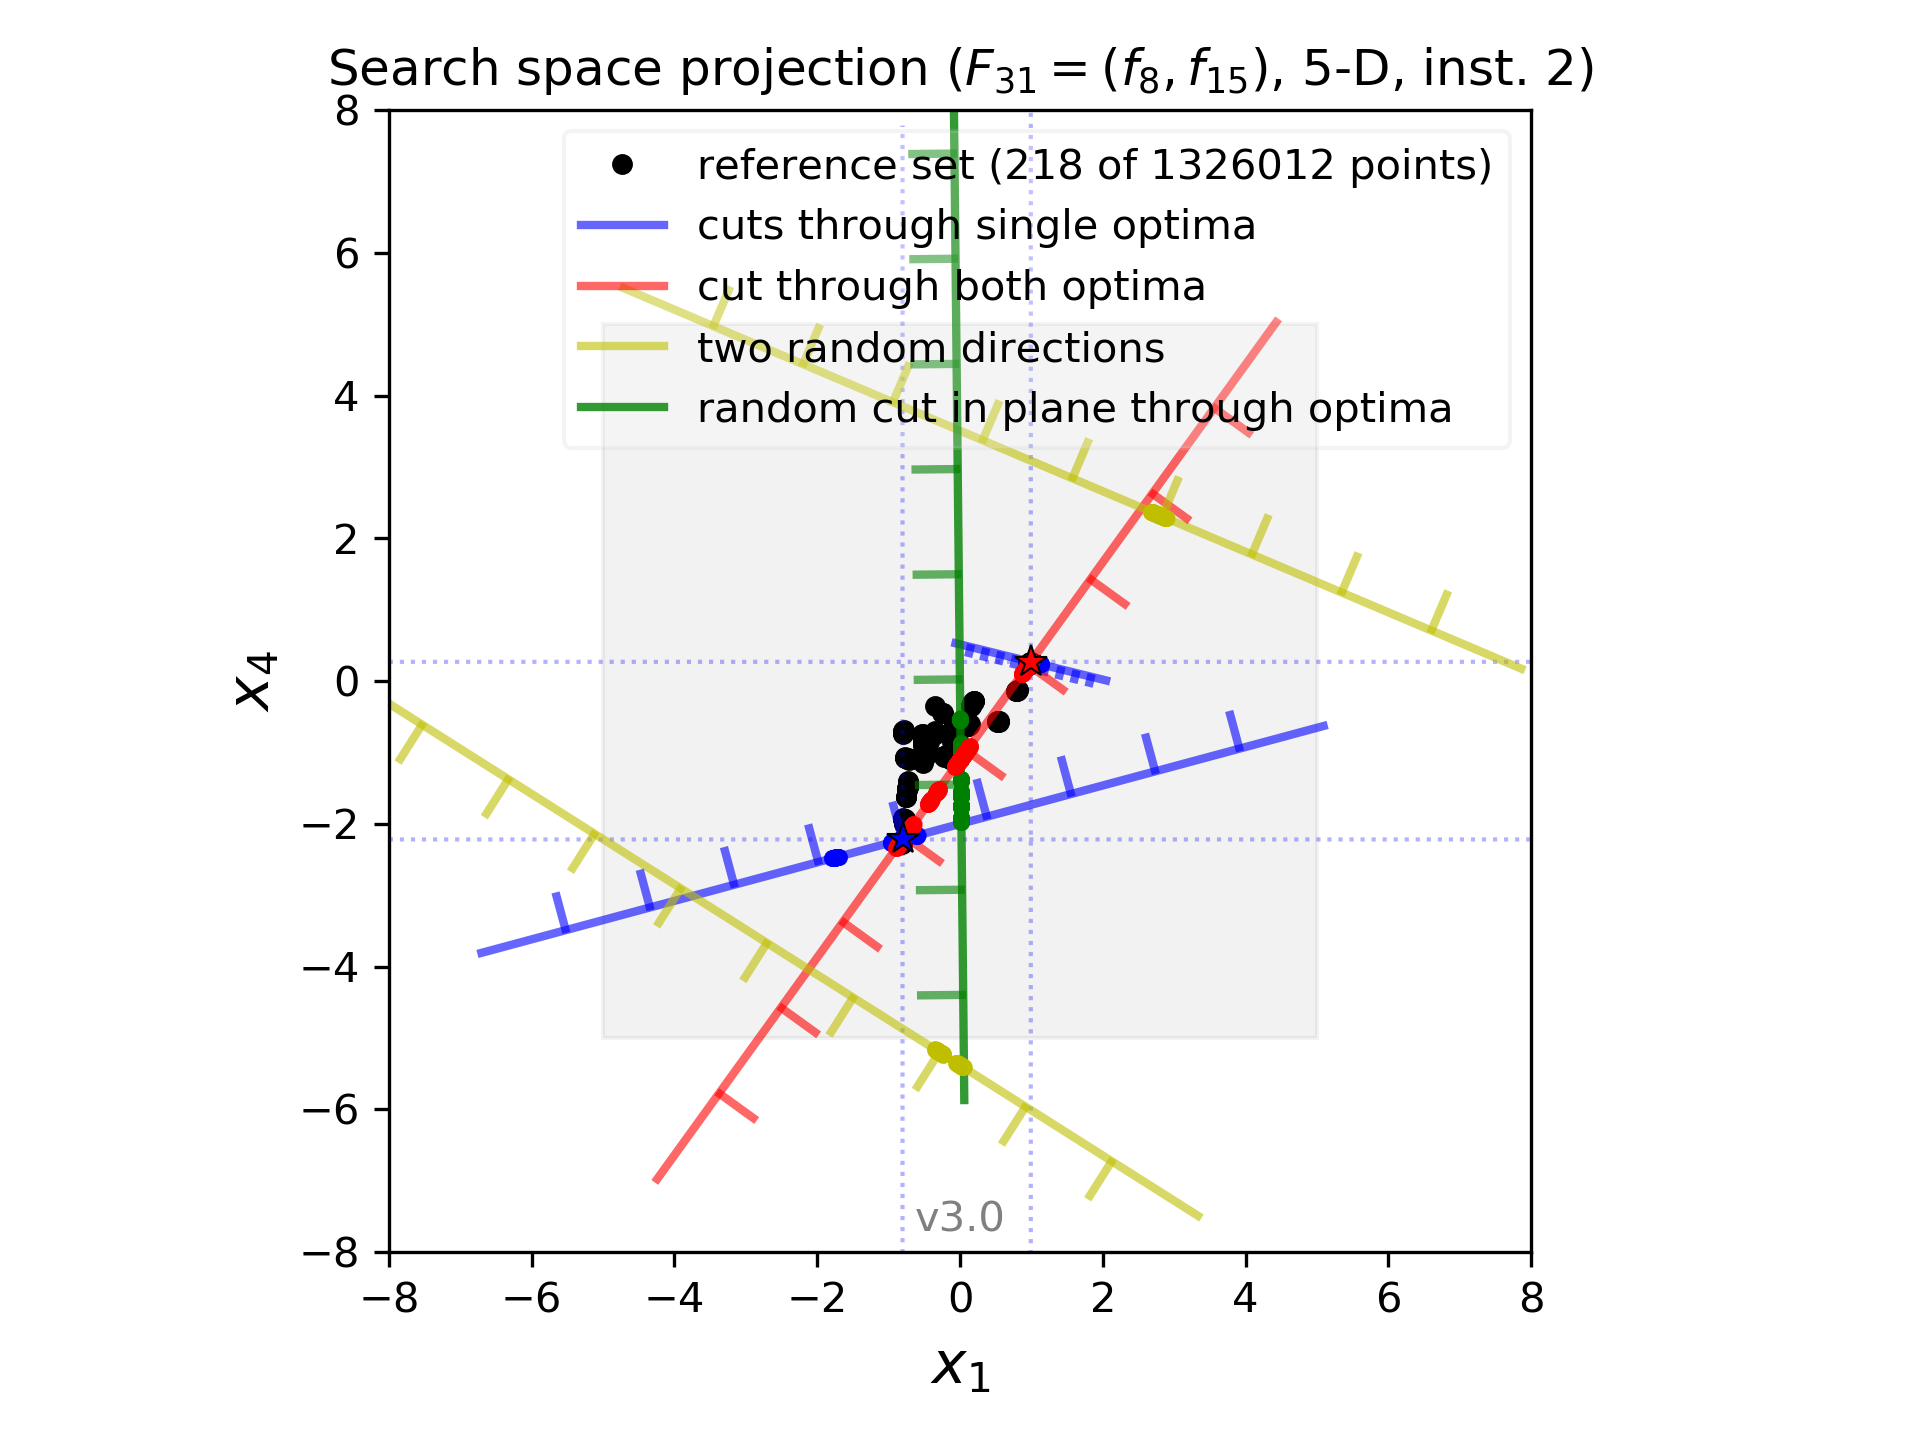 Search space projection (F31 = (f8, f15), 5-D, inst. 2)
reference set (218 of 1326012 points)
cuts through single optima
cut through both optima
two random directions
random cut in plane through optima
8
6
4
2
0
−2
−4
−6
−8
x4
v3.0
−8 −6 −4 −2 0 2 4 6 8
x1